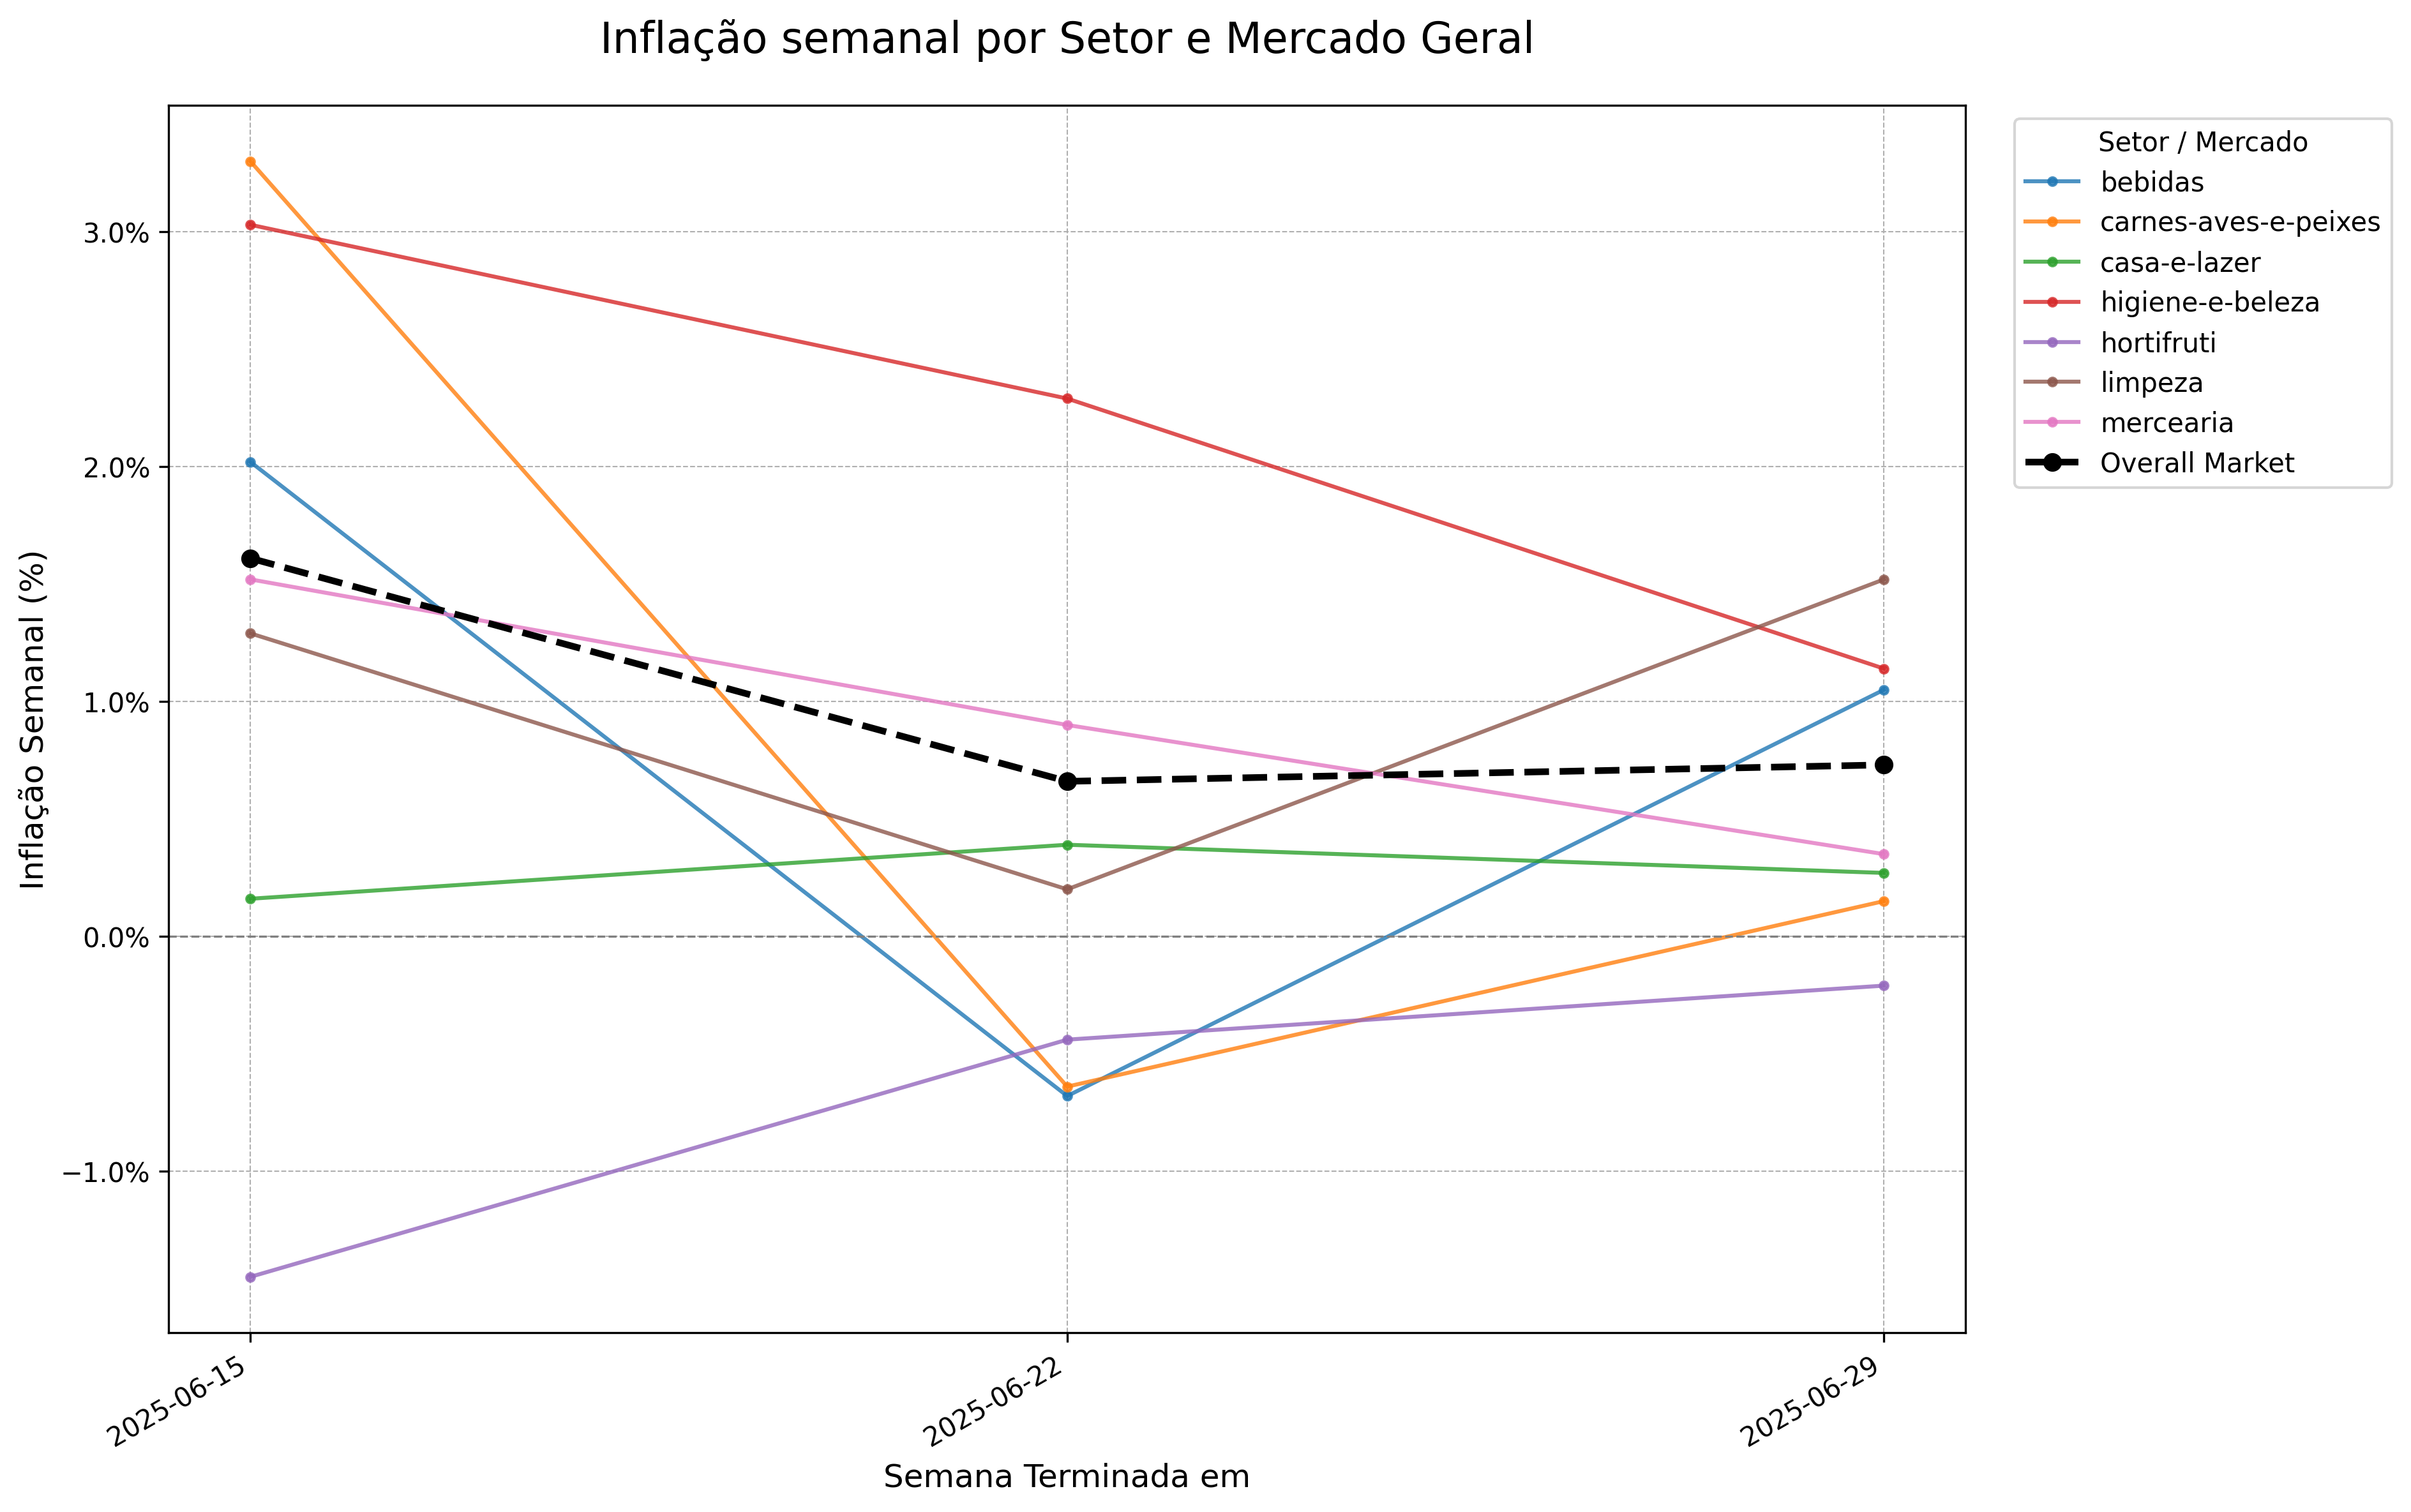 Inflação semanal por Setor e Mercado Geral
Setor / Mercado
bebidas
carnes-aves-e-peixes
casa-e-lazer
higiene-e-beleza
hortifruti
limpeza
mercearia
Overall Market
Inflação Semanal (%)
3.0%
2.0%
1.0%
0.0%
−1.0%
2025-06-15
2025-06-22
2025-06-29
Semana Terminada em